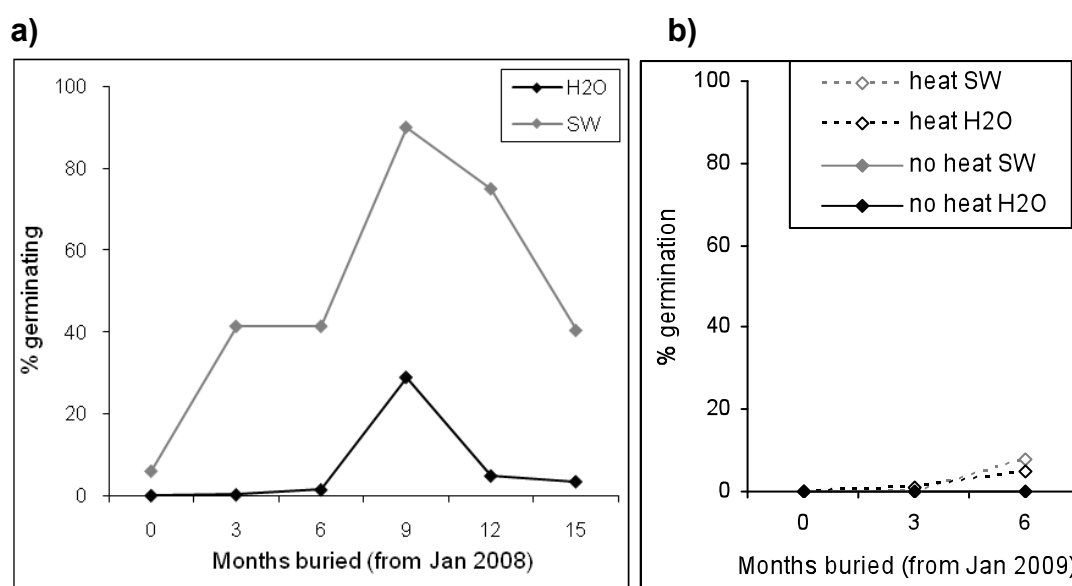 a)
H2O
SW
100
80
60
40
20
0
% germinating
0 3 6 9 12 15
Months buried (from Jan 2008)
b)
heat SW
heat H2O
no heat SW
no heat H2O
100
80
60
40
20
0
% germination
0 3 6
Months buried (from Jan 2009)